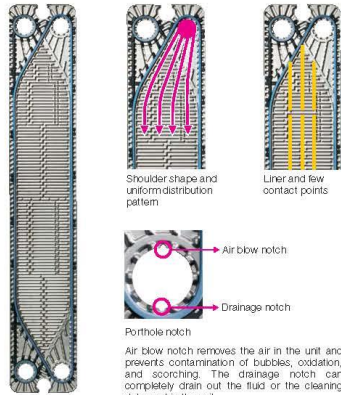 Shoulder shape and
uniform distribution
pattern
Liner and few
contact points
Air blow notch
Drainage notch
Porthole notch
Air blow notch removes the air in the unit and
prevents contamination of bubbles, oxidation,
and scorching. The drainage notch can
completely drain out the fluid or the cleaning